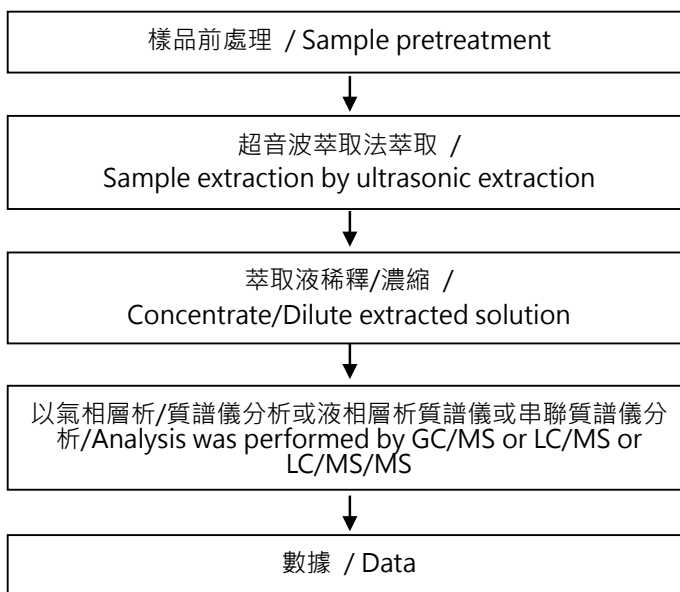 樣品前處理 / Sample pretreatment
超音波萃取法萃取 /
Sample extraction by ultrasonic extraction
萃取液稀釋/濃縮 /
Concentrate/Dilute extracted solution
以氣相層析/質譜儀分析或液相層析質譜儀或串聯質譜儀分
析/Analysis was performed by GC/MS or LC/MS or
LC/MS/MS
數據 / Data